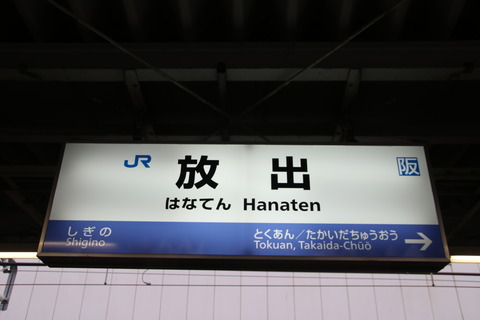 JR 放出 阪
はなてん Hanaten
しぎの とくあん／たかいだちゅうおう
Shigino Tokuan, Takaida-Chūō →